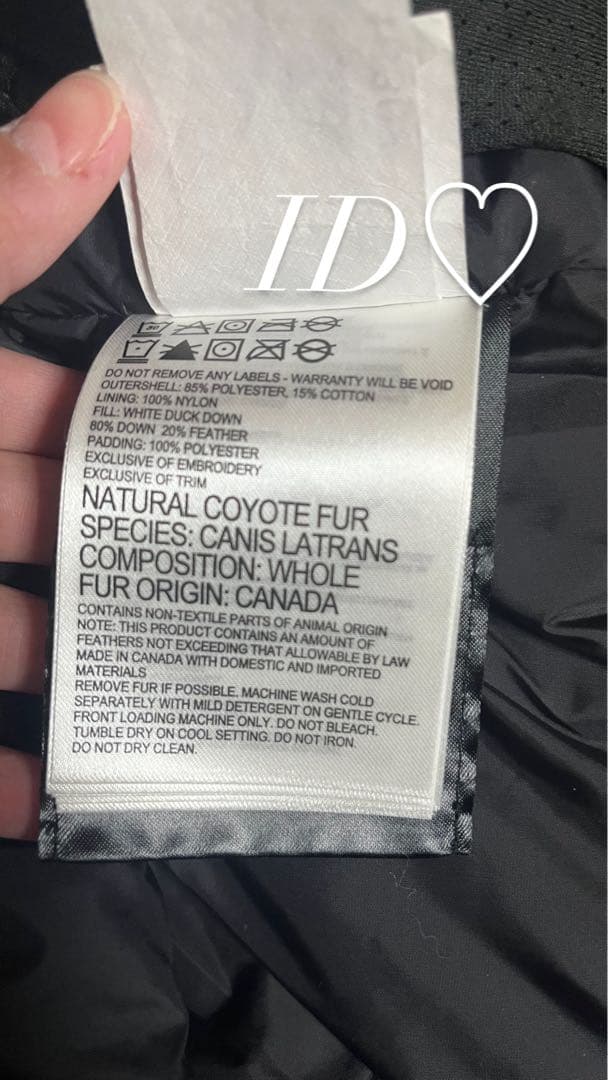 ID♡
30
DO NOT REMOVE ANY LABELS - WARRANTY WILL BE VOID
OUTERSHELL: 85% POLYESTER, 15% COTTON
LINING: 100% NYLON
FILL: WHITE DUCK DOWN
80% DOWN 20% FEATHER
PADDING: 100% POLYESTER
EXCLUSIVE OF EMBROIDERY
EXCLUSIVE OF TRIM
NATURAL COYOTE FUR
SPECIES: CANIS LATRANS
COMPOSITION: WHOLE
FUR ORIGIN: CANADA
CONTAINS NON-TEXTILE PARTS OF ANIMAL ORIGIN
NOTE: THIS PRODUCT CONTAINS AN AMOUNT OF
FEATHERS NOT EXCEEDING THAT ALLOWABLE BY LAW
MADE IN CANADA WITH DOMESTIC AND IMPORTED
MATERIALS
REMOVE FUR IF POSSIBLE. MACHINE WASH COLD
SEPARATELY WITH MILD DETERGENT ON GENTLE CYCLE.
FRONT LOADING MACHINE ONLY. DO NOT BLEACH.
TUMBLE DRY ON COOL SETTING. DO NOT IRON.
DO NOT DRY CLEAN.